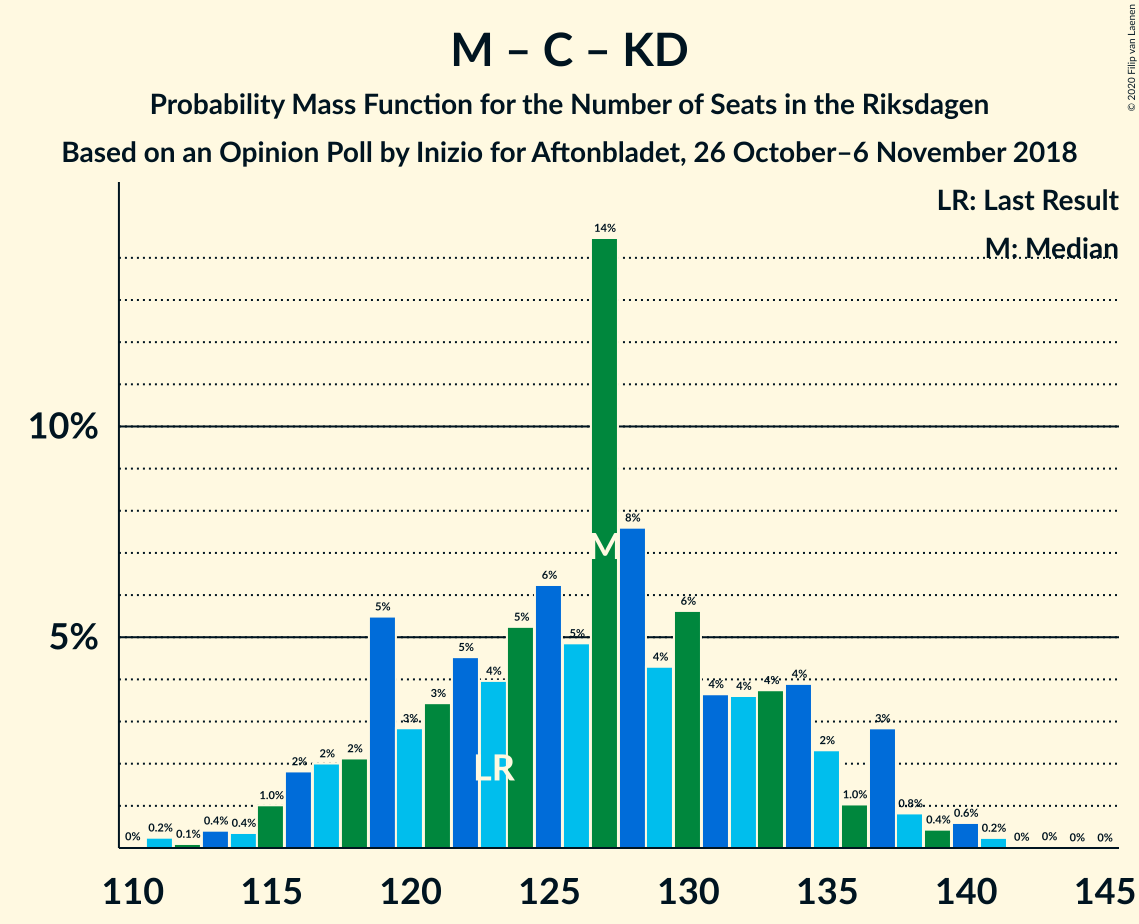 M – C – KD
Probability Mass Function for the Number of Seats in the Riksdagen
Based on an Opinion Poll by Inizio for Aftonbladet, 26 October–6 November 2018
© 2020 Filip van Laenen
LR: Last Result
M: Median
10%
5%
0% 0.2% 0.1% 0.4% 0.4% 1.0% 2% 2% 2% 5% 3% 3% 5% 4% 5% 6% 5% 14% 8% 4% 6% 4% 4% 4% 4% 2% 1.0% 3% 0.8% 0.4% 0.6% 0.2% 0% 0% 0% 0%
M
LR
110 115 120 125 130 135 140 145